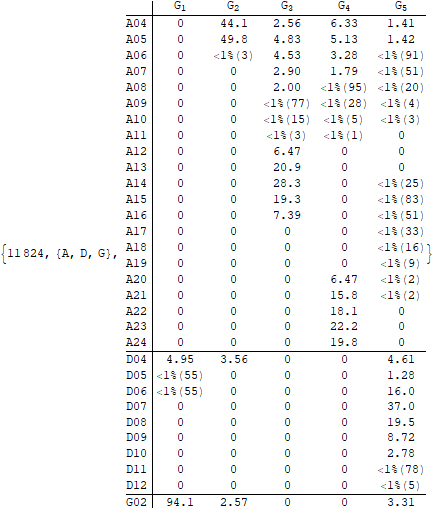 G1 G2 G3 G4 G5
A04 0 44.1 2.56 6.33 1.41
A05 0 49.8 4.83 5.13 1.42
A06 0 <1%(3) 4.53 3.28 <1%(91)
A07 0 0 2.90 1.79 <1%(51)
A08 0 0 2.00 <1%(95) <1%(20)
A09 0 0 <1%(77) <1%(28) <1%(4)
A10 0 0 <1%(15) <1%(5) <1%(3)
A11 0 0 <1%(3) <1%(1) 0
A12 0 0 6.47 0 0
A13 0 0 20.9 0 0
A14 0 0 28.3 0 <1%(25)
A15 0 0 19.3 0 <1%(83)
A16 0 0 7.39 0 <1%(51)
A17 0 0 0 0 <1%(33)
{11824, {A, D, G}, A18 0 0 0 0 <1%(16)}
A19 0 0 0 0 <1%(9)
A20 0 0 0 6.47 <1%(2)
A21 0 0 0 15.8 <1%(2)
A22 0 0 0 18.1 0
A23 0 0 0 22.2 0
A24 0 0 0 19.8 0
D04 4.95 3.56 0 0 4.61
D05 <1%(55) 0 0 0 1.28
D06 <1%(55) 0 0 0 16.0
D07 0 0 0 0 37.0
D08 0 0 0 0 19.5
D09 0 0 0 0 8.72
D10 0 0 0 0 2.78
D11 0 0 0 0 <1%(78)
D12 0 0 0 0 <1%(5)
G02 94.1 2.57 0 0 3.31